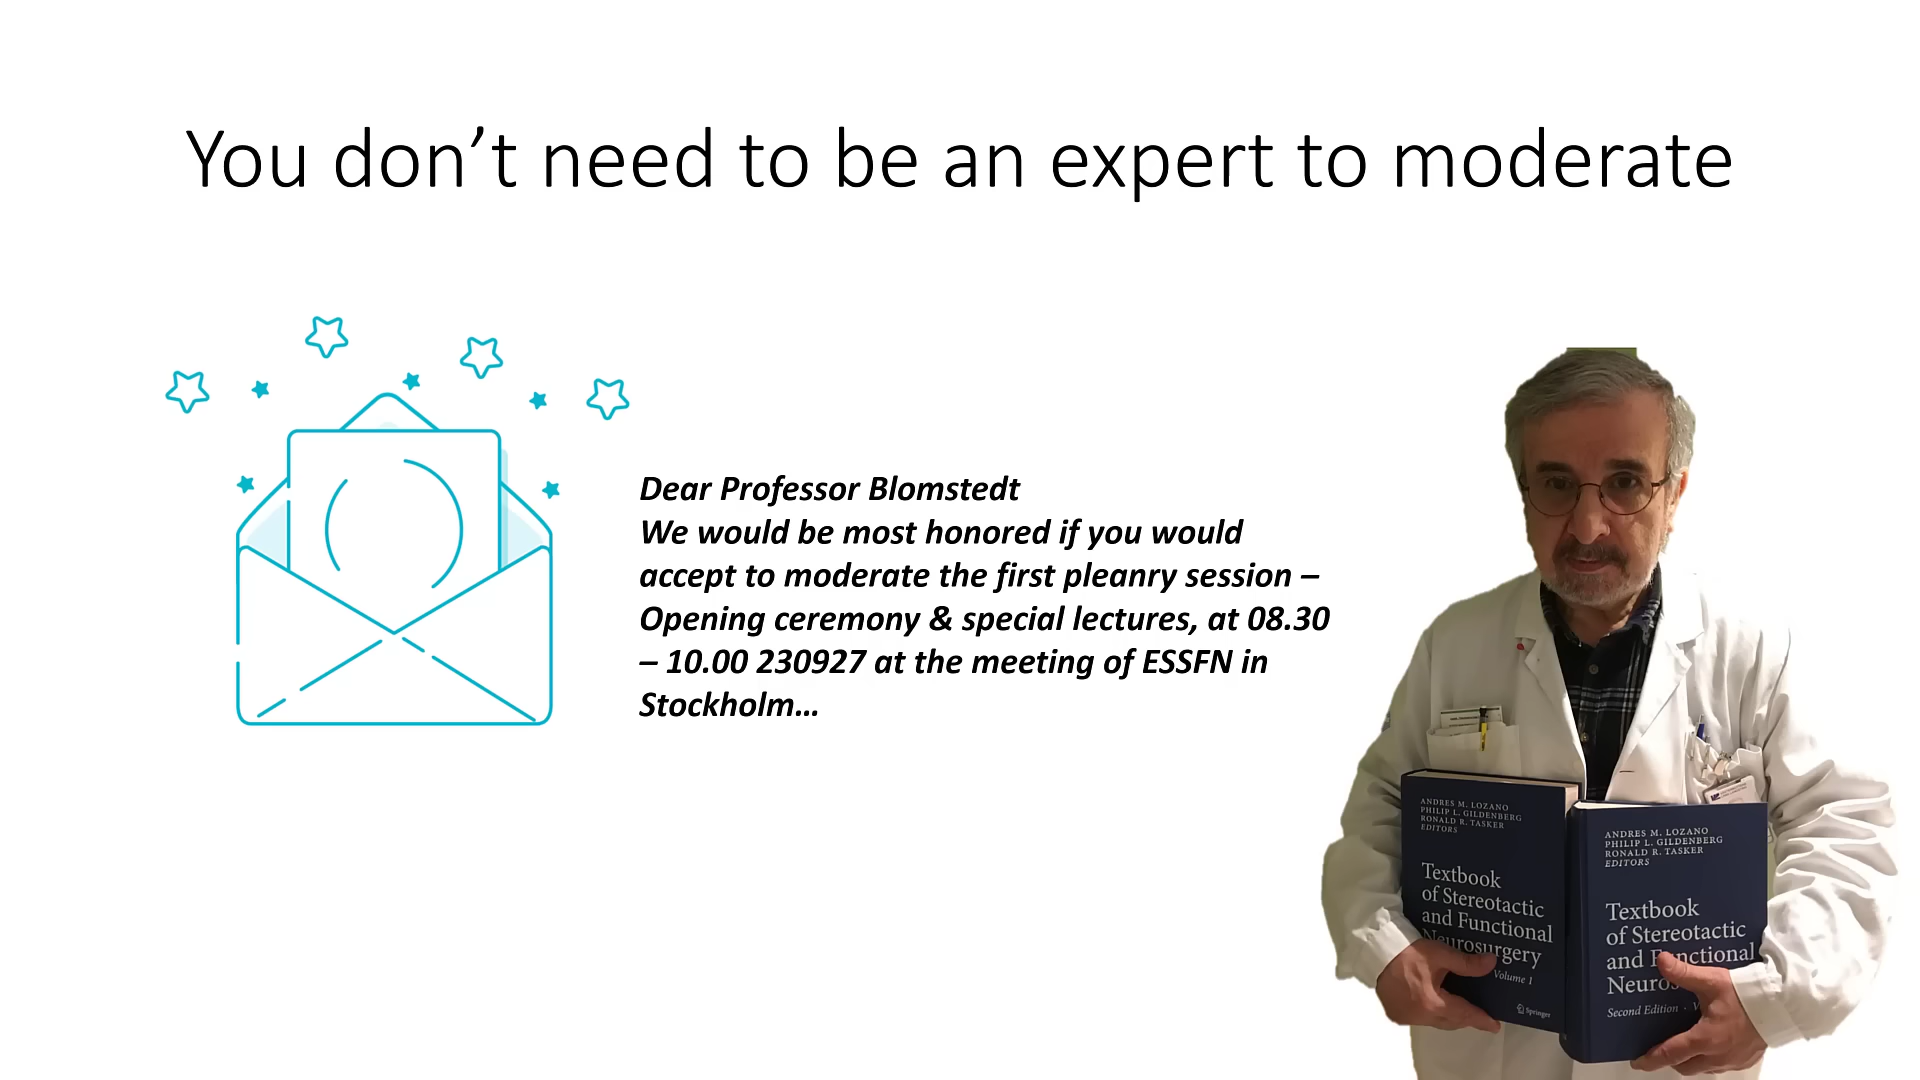 You don’t need to be an expert to moderate
Dear Professor Blomstedt
We would be most honored if you would
accept to moderate the first pleanry session –
Opening ceremony & special lectures, at 08.30
– 10.00 230927 at the meeting of ESSFN in
Stockholm…
ANDRES M. LOZANO
PHILIP L. GILDENBERG
RONALD R. TASKER
EDITORS
Textbook
of Stereotactic
and Functional
Neurosurgery
Volume 1
Springer
ANDRES M. LOZANO
PHILIP L. GILDENBERG
RONALD R. TASKER
EDITORS
Textbook
of Stereotactic
and Functional
Neuros
Second Edition · V